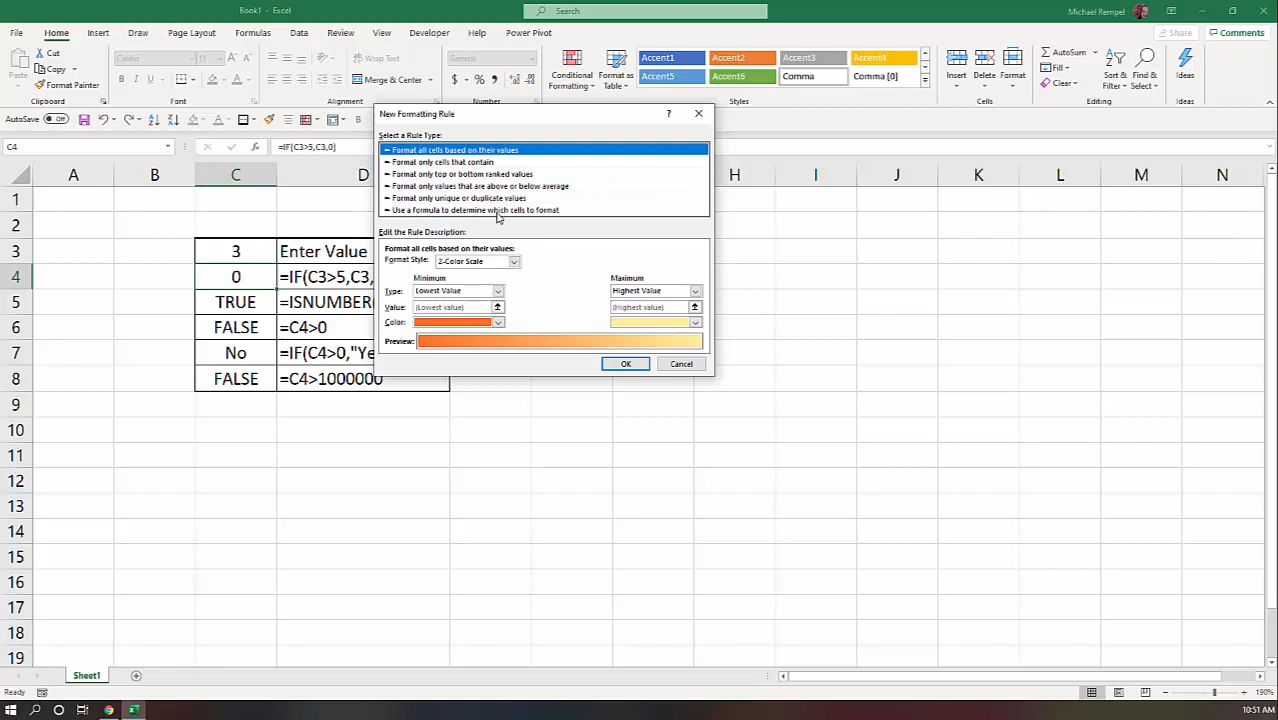 Book1 - Excel
Search
Michael Rempel
File Home Insert Draw Page Layout Formulas Data Review View Developer Help Power Pivot
Share Comments
Paste
Cut
Copy
Format Painter
Clipboard
Calibri 11
B I U
Font
Wrap Text
Merge & Center
Alignment
General
$ % ,
Number
Conditional Formatting
Format as Table
Accent1 Accent2 Accent3 Accent4
Accent5 Accent6 Comma Comma [0]
Styles
Insert Delete Format
Cells
AutoSum
Fill
Clear
Sort & Filter
Find & Select
Editing
Ideas
Ideas
AutoSave Off
C4
=IF(C3>5,C3,0)
A B C D H I J K L M N
1
2
3 3 Enter Value
4 0 =IF(C3>5,C3,
5 TRUE =ISNUMBER(
6 FALSE =C4>0
7 No =IF(C4>0,"Ye
8 FALSE =C4>1000000
9
10
11
12
13
14
15
16
17
18
19
New Formatting Rule
?
Select a Rule Type:
Format all cells based on their values
Format only cells that contain
Format only top or bottom ranked values
Format only values that are above or below average
Format only unique or duplicate values
Use a formula to determine which cells to format
Edit the Rule Description:
Format all cells based on their values:
Format Style: 2-Color Scale
Minimum Maximum
Type: Lowest Value Highest Value
Value: (Lowest value) (Highest value)
Color:
Preview:
OK Cancel
Sheet1
Ready
190%
10:51 AM